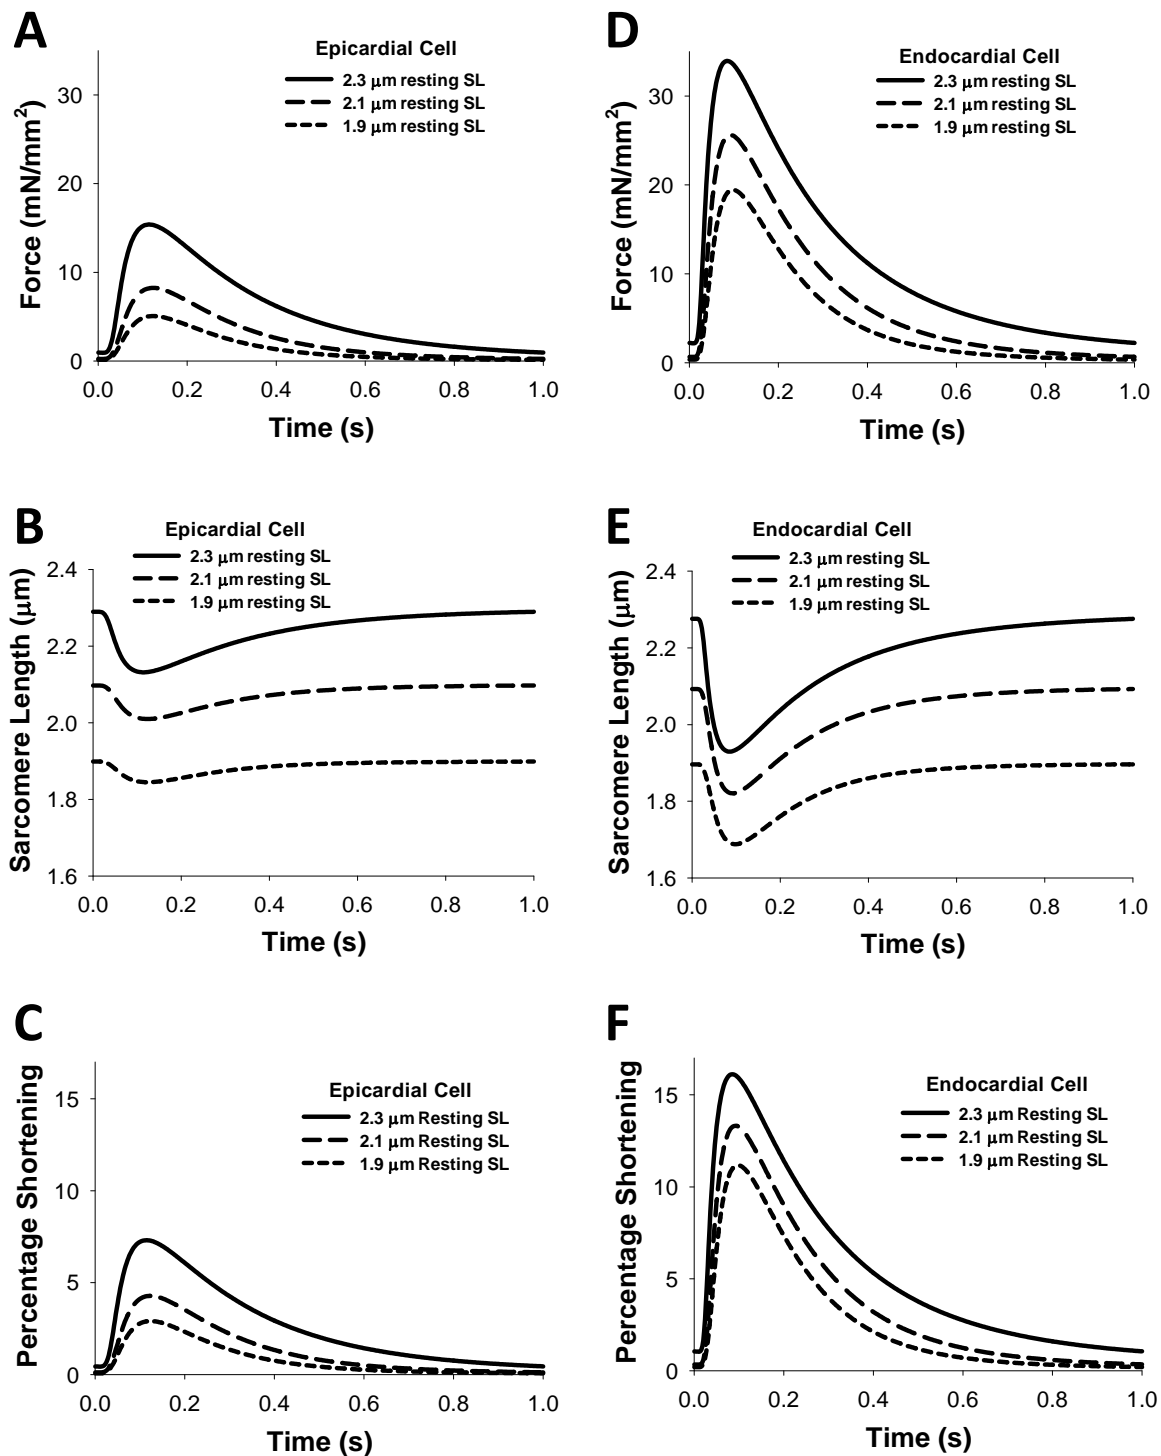 A
Epicardial Cell
2.3 μm resting SL
2.1 μm resting SL
1.9 μm resting SL
Force (mN/mm²)
30
20
10
0
0.0 0.2 0.4 0.6 0.8 1.0
Time (s)
D
Endocardial Cell
2.3 μm resting SL
2.1 μm resting SL
1.9 μm resting SL
Force (mN/mm²)
30
20
10
0
0.0 0.2 0.4 0.6 0.8 1.0
Time (s)
B
Epicardial Cell
2.3 μm resting SL
2.1 μm resting SL
1.9 μm resting SL
Sarcomere Length (μm)
2.4
2.2
2.0
1.8
1.6
0.0 0.2 0.4 0.6 0.8 1.0
Time (s)
E
Endocardial Cell
2.3 μm resting SL
2.1 μm resting SL
1.9 μm resting SL
Sarcomere Length (μm)
2.4
2.2
2.0
1.8
1.6
0.0 0.2 0.4 0.6 0.8 1.0
Time (s)
C
Epicardial Cell
2.3 μm Resting SL
2.1 μm Resting SL
1.9 μm Resting SL
Percentage Shortening
15
10
5
0
0.0 0.2 0.4 0.6 0.8 1.0
Time (s)
F
Endocardial Cell
2.3 μm Resting SL
2.1 μm Resting SL
1.9 μm Resting SL
Percentage Shortening
15
10
5
0
0.0 0.2 0.4 0.6 0.8 1.0
Time (s)